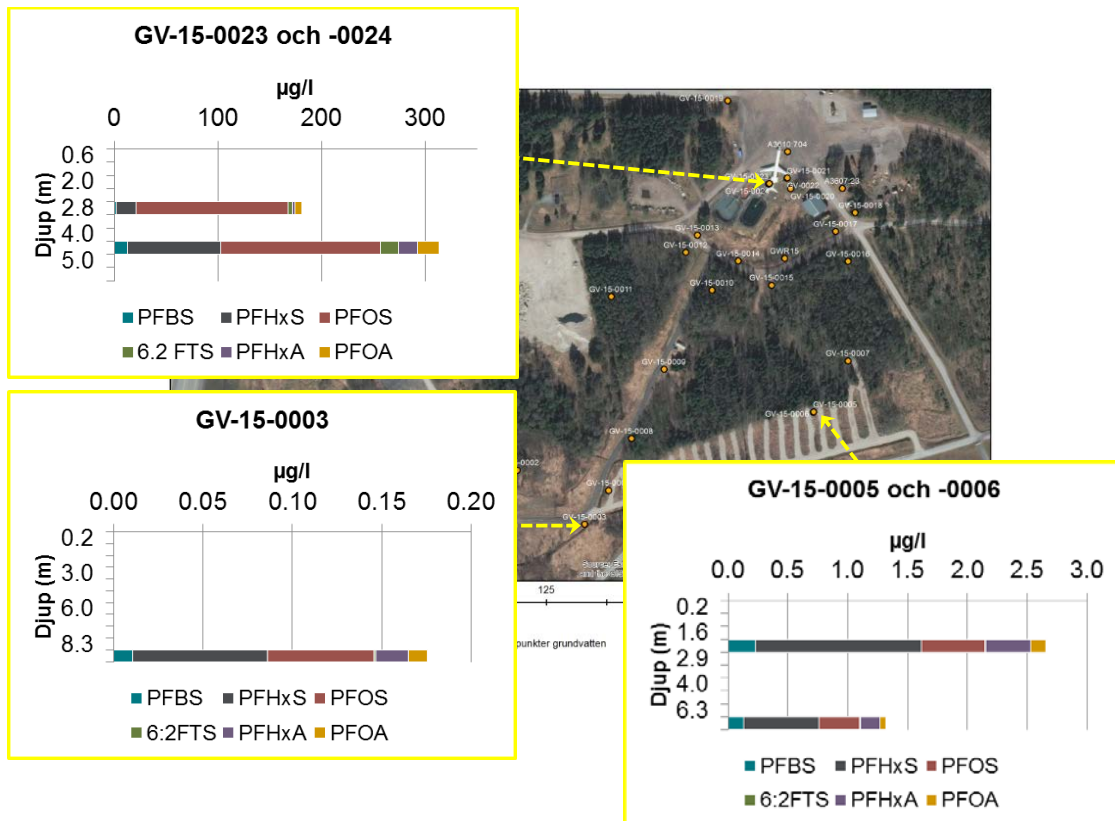 GV-15-0023 och -0024
µg/l
0 100 200 300
Djup (m)
0.6
2.0
2.8
4.0
5.0
PFBS PFHxS PFOS
6.2 FTS PFHxA PFOA
GV-15-0003
µg/l
0.00 0.05 0.10 0.15 0.20
Djup (m)
0.2
3.0
6.0
8.3
PFBS PFHxS PFOS
6:2FTS PFHxA PFOA
GV-15-0019
A3610:704
GV-15-0021
GV-15-0020
A3607:23
GV-15-0018
GV-15-0017
GV-15-0016
GV-15-0013
GV-15-0012
GV-15-0014
GWR15
GV-15-0015
GV-15-0010
GV-15-0011
GV-15-0009
GV-15-0007
GV-15-0005
GV-15-0006
GV-15-0008
GV-15-0003
125
punkter grundvatten
GV-15-0005 och -0006
µg/l
0.0 0.5 1.0 1.5 2.0 2.5 3.0
Djup (m)
0.2
1.6
2.9
4.0
6.3
PFBS PFHxS PFOS
6:2FTS PFHxA PFOA